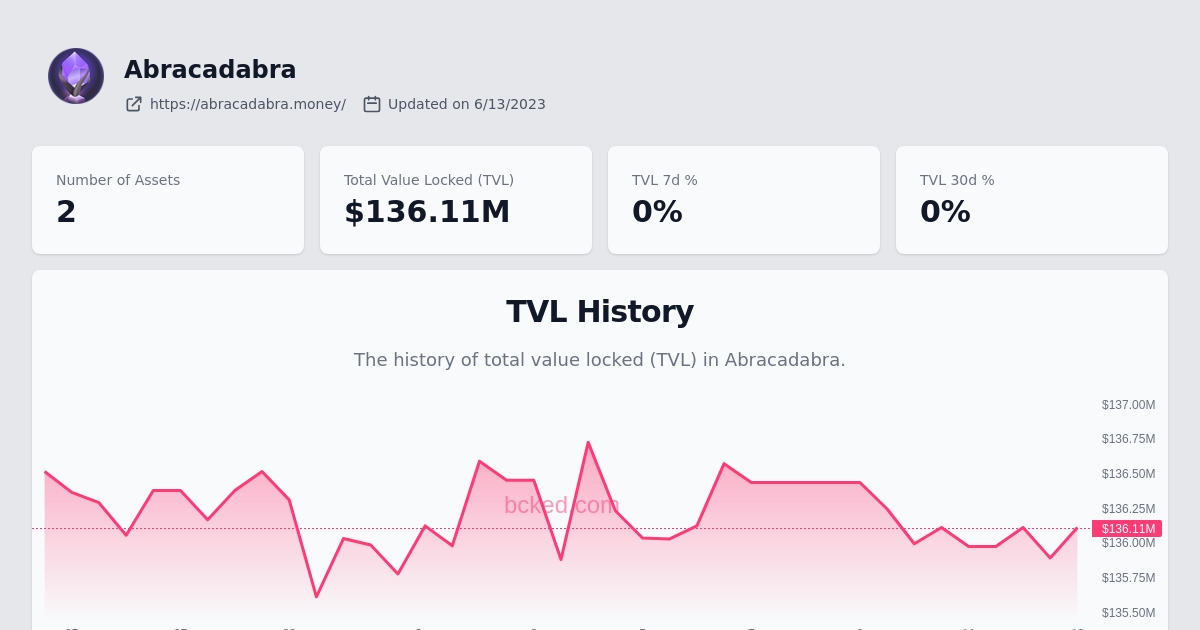 Abracadabra
https://abracadabra.money/ Updated on 6/13/2023
Number of Assets
2
Total Value Locked (TVL)
$136.11M
TVL 7d %
0%
TVL 30d %
0%
TVL History
The history of total value locked (TVL) in Abracadabra.
$137.00M
$136.75M
$136.50M
bcked.com
$136.25M
$136.11M
$136.00M
$135.75M
$135.50M